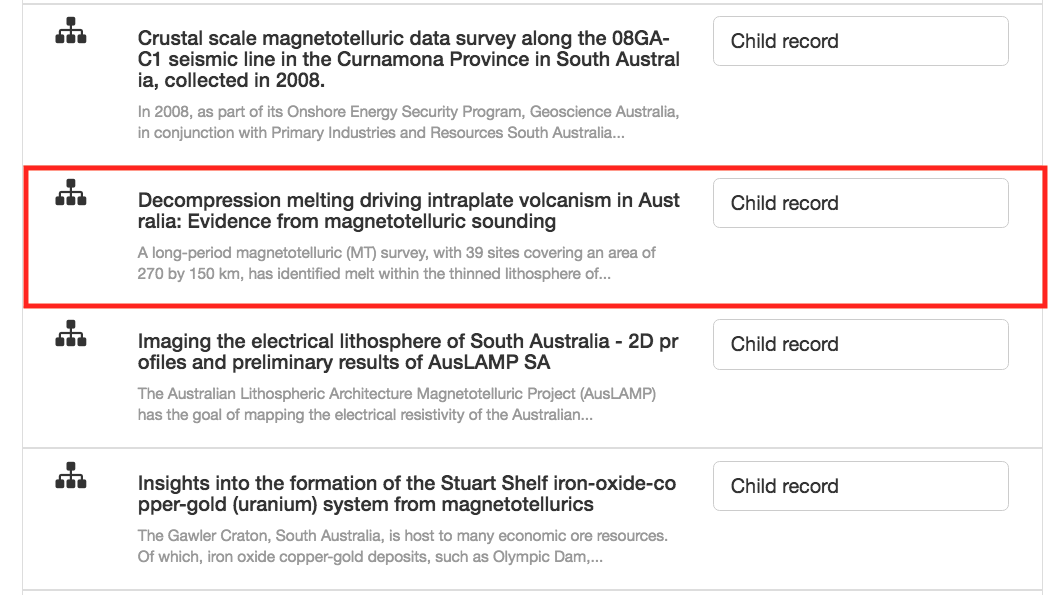 Crustal scale magnetotelluric data survey along the 08GA-
C1 seismic line in the Curnamona Province in South Austral
ia, collected in 2008.
Child record
In 2008, as part of its Onshore Energy Security Program, Geoscience Australia,
in conjunction with Primary Industries and Resources South Australia...
Decompression melting driving intraplate volcanism in Aust
ralia: Evidence from magnetotelluric sounding
Child record
A long-period magnetotelluric (MT) survey, with 39 sites covering an area of
270 by 150 km, has identified melt within the thinned lithosphere of...
Imaging the electrical lithosphere of South Australia - 2D pr
ofiles and preliminary results of AusLAMP SA
Child record
The Australian Lithospheric Architecture Magnetotelluric Project (AusLAMP)
has the goal of mapping the electrical resistivity of the Australian...
Insights into the formation of the Stuart Shelf iron-oxide-co
pper-gold (uranium) system from magnetotellurics
Child record
The Gawler Craton, South Australia, is host to many economic ore resources.
Of which, iron oxide copper-gold deposits, such as Olympic Dam,...